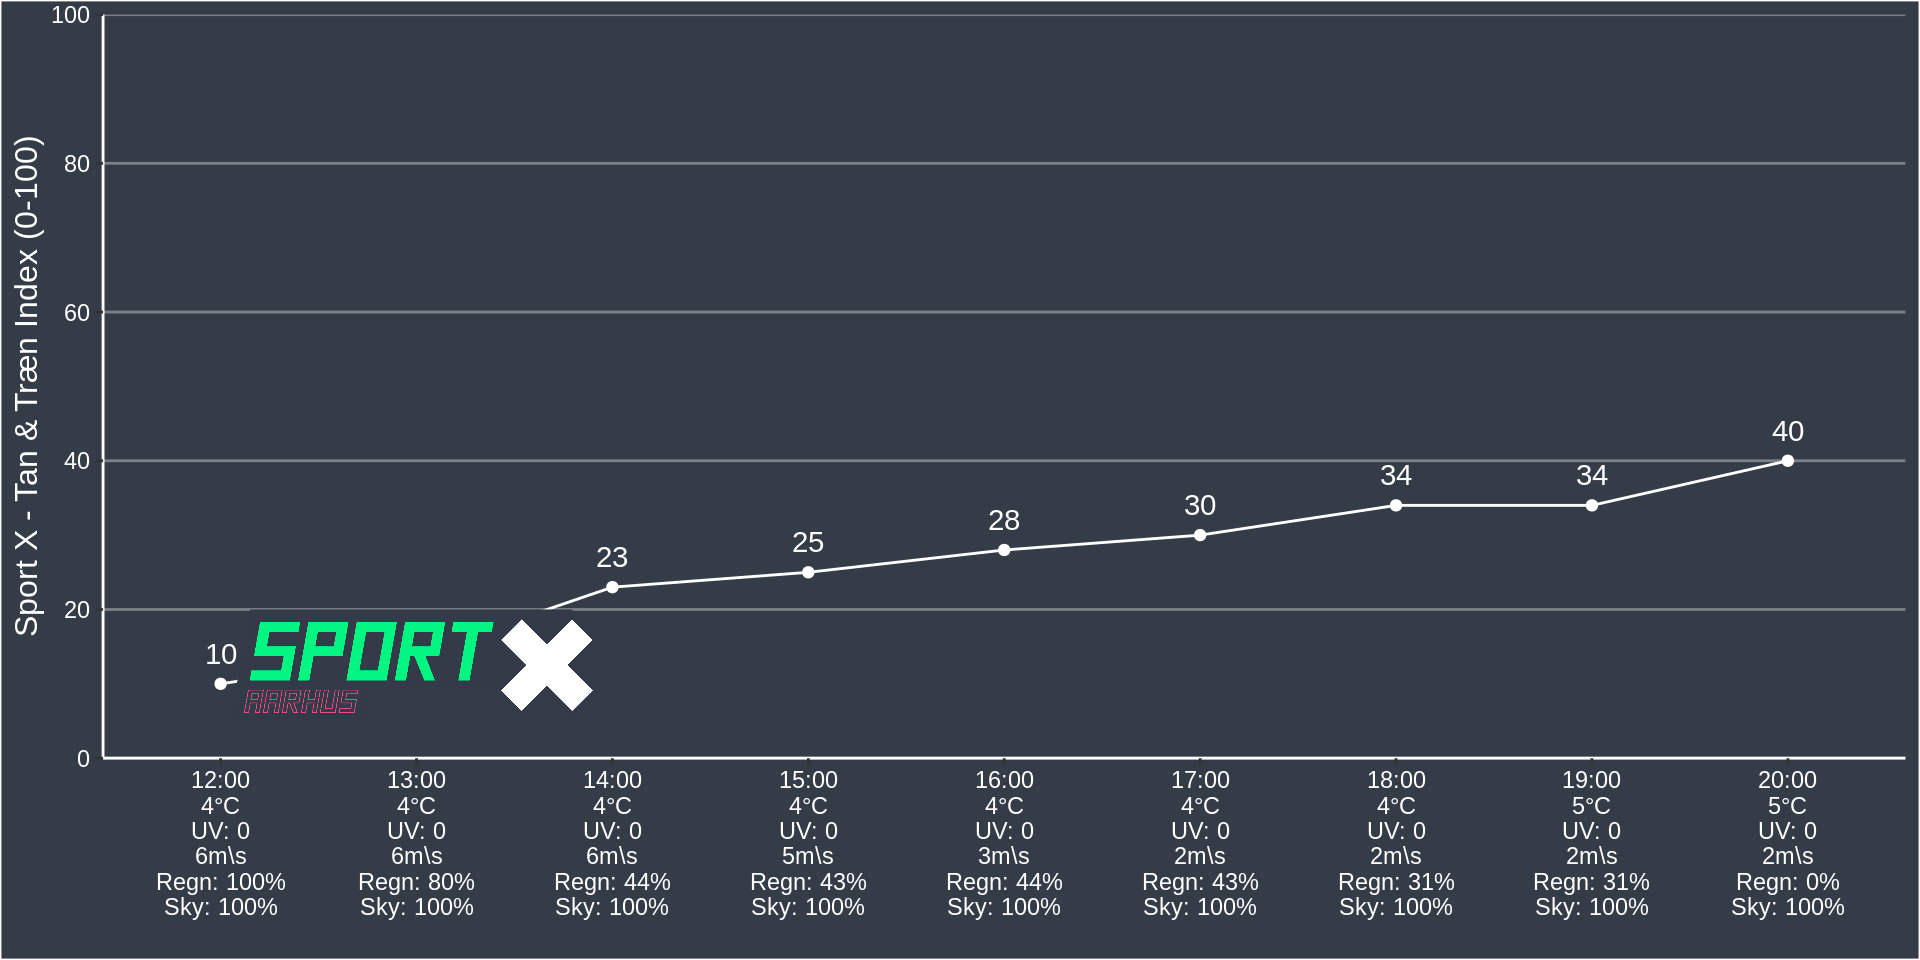 Sport X - Tan & Træn Index (0-100)
100
80
60
40
20
0
10
23
25
28
30
34
34
40
SPORT X
AARHUS
12:00 13:00 14:00 15:00 16:00 17:00 18:00 19:00 20:00
4°C 4°C 4°C 4°C 4°C 4°C 4°C 5°C 5°C
UV: 0 UV: 0 UV: 0 UV: 0 UV: 0 UV: 0 UV: 0 UV: 0 UV: 0
6m\s 6m\s 6m\s 5m\s 3m\s 2m\s 2m\s 2m\s 2m\s
Regn: 100% Regn: 80% Regn: 44% Regn: 43% Regn: 44% Regn: 43% Regn: 31% Regn: 31% Regn: 0%
Sky: 100% Sky: 100% Sky: 100% Sky: 100% Sky: 100% Sky: 100% Sky: 100% Sky: 100% Sky: 100%